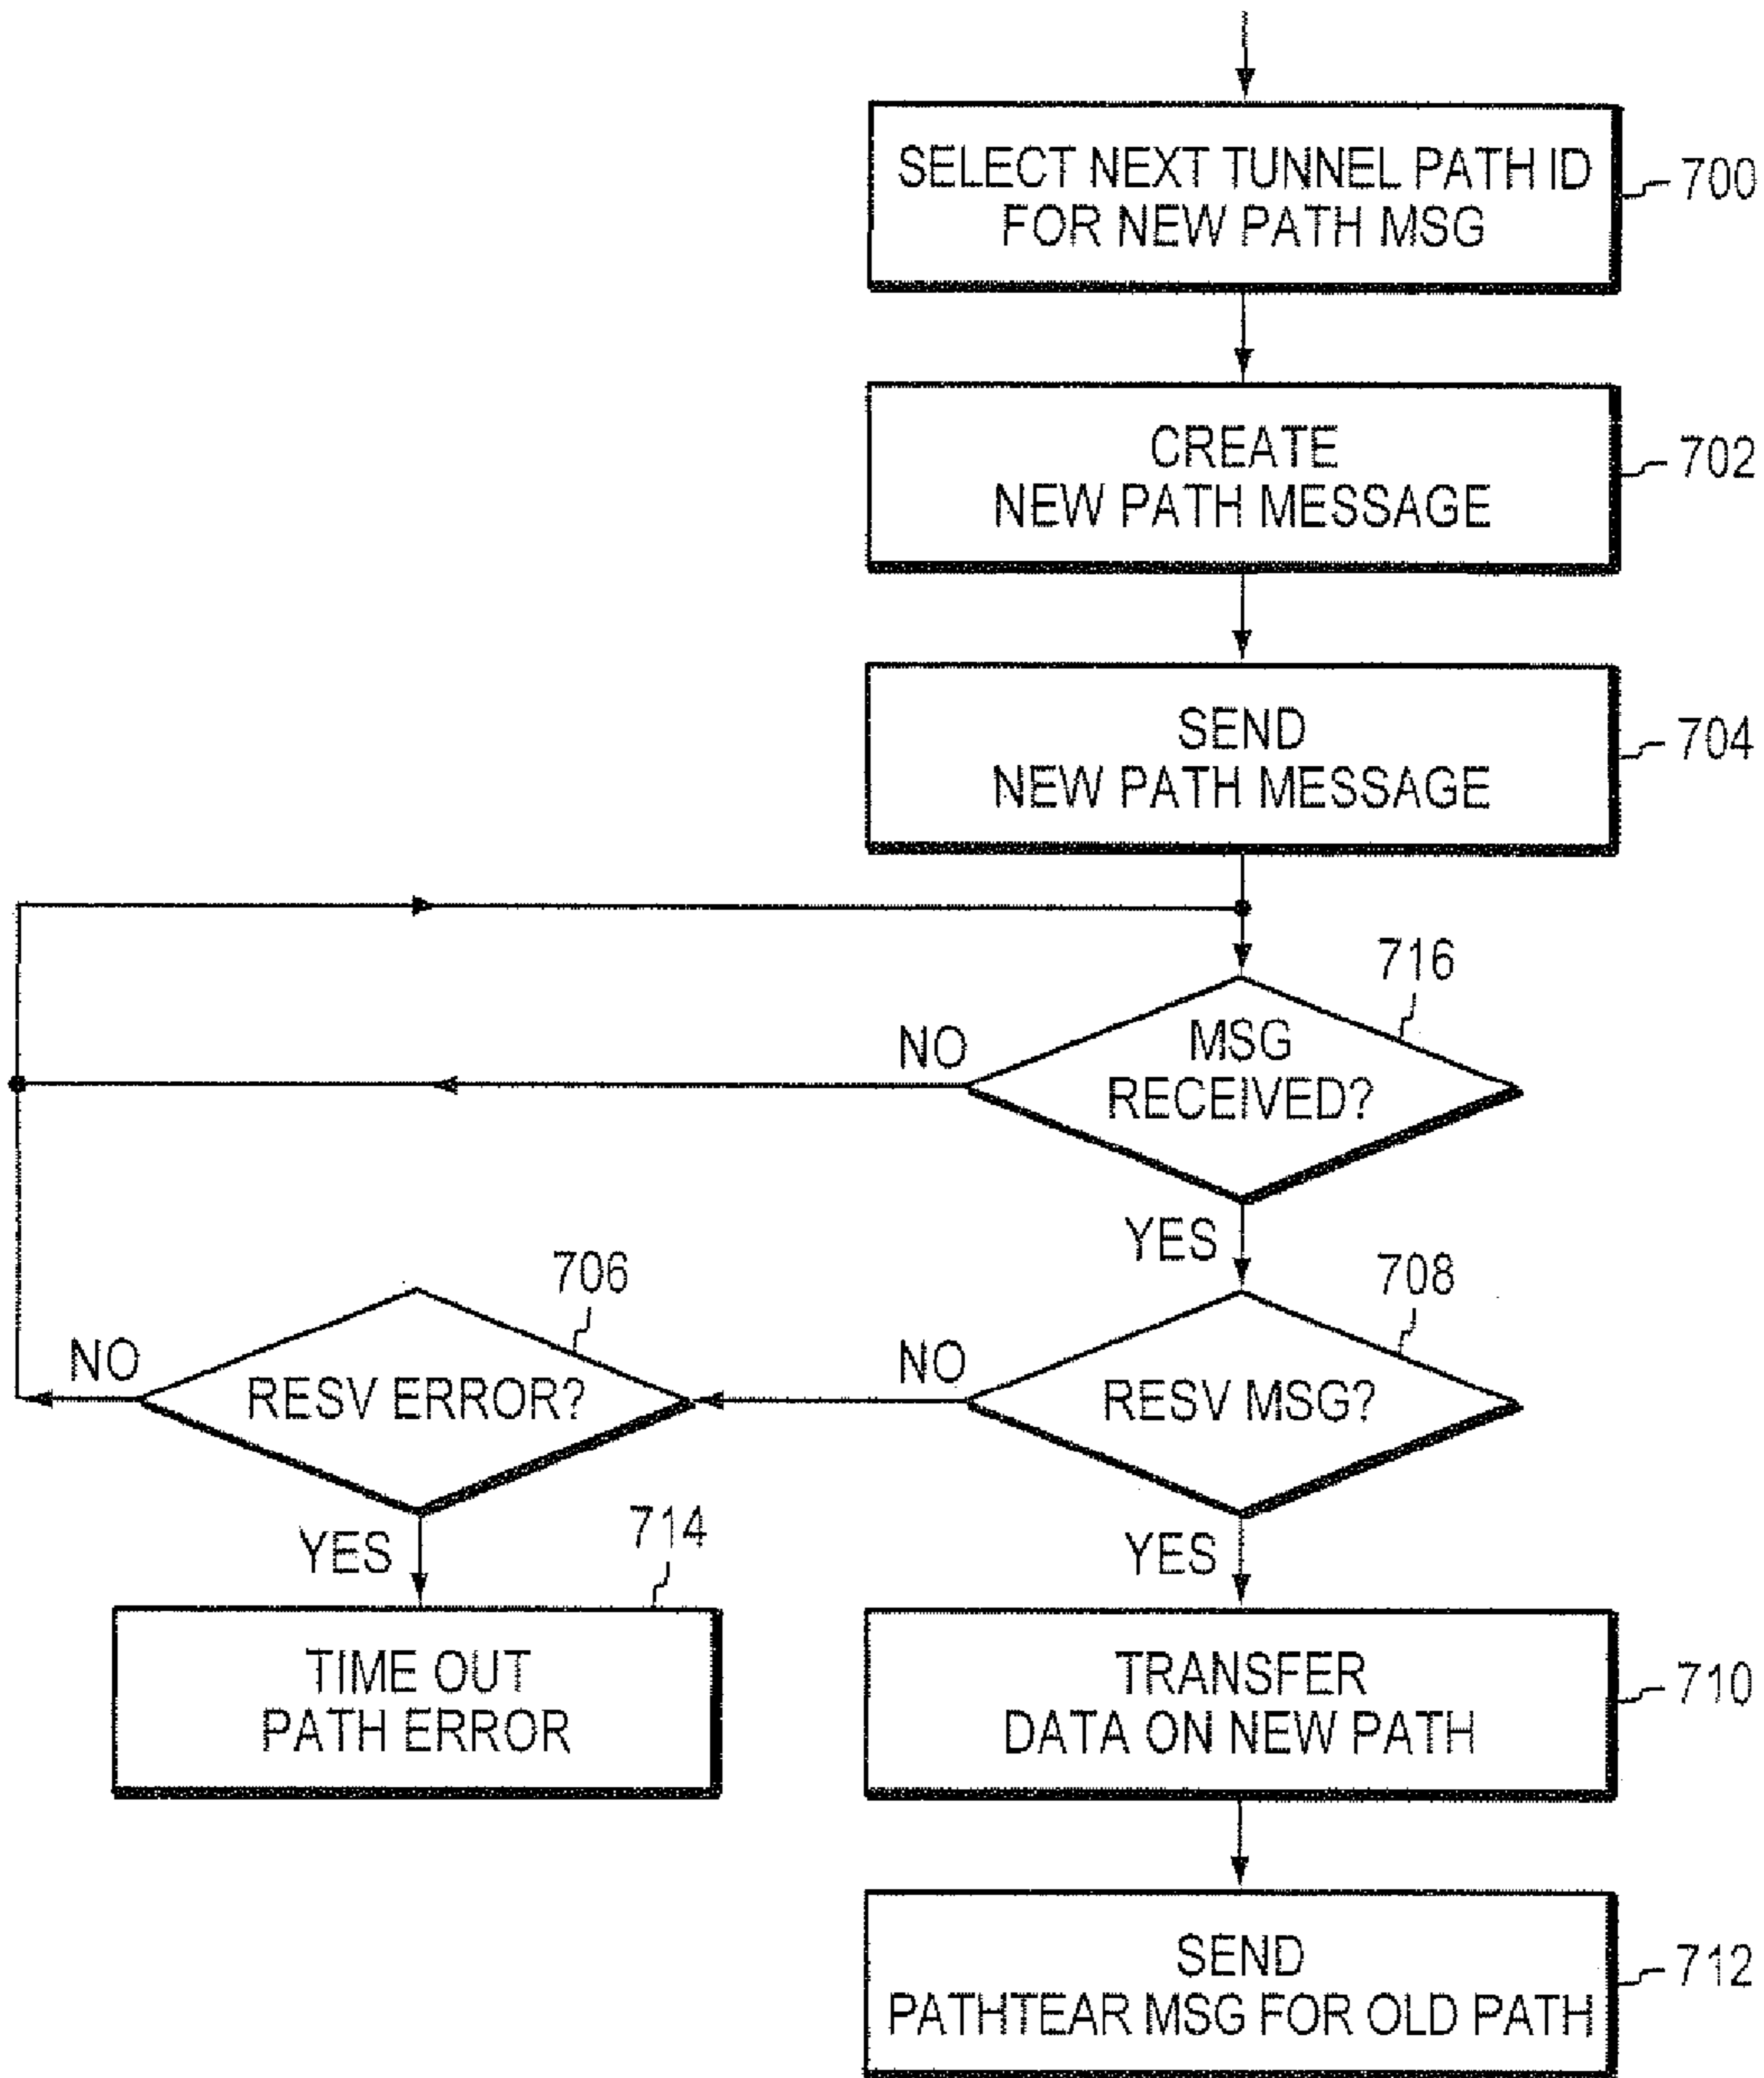 SELECT NEXT TUNNEL PATH ID
FOR NEW PATH MSG
700
CREATE
NEW PATH MESSAGE
702
SEND
NEW PATH MESSAGE
704
716
NO
MSG
RECEIVED?
YES
706
708
NO
RESV ERROR?
NO
RESV MSG?
YES
714
YES
TIME OUT
PATH ERROR
TRANSFER
DATA ON NEW PATH
710
SEND
PATHTEAR MSG FOR OLD PATH
712